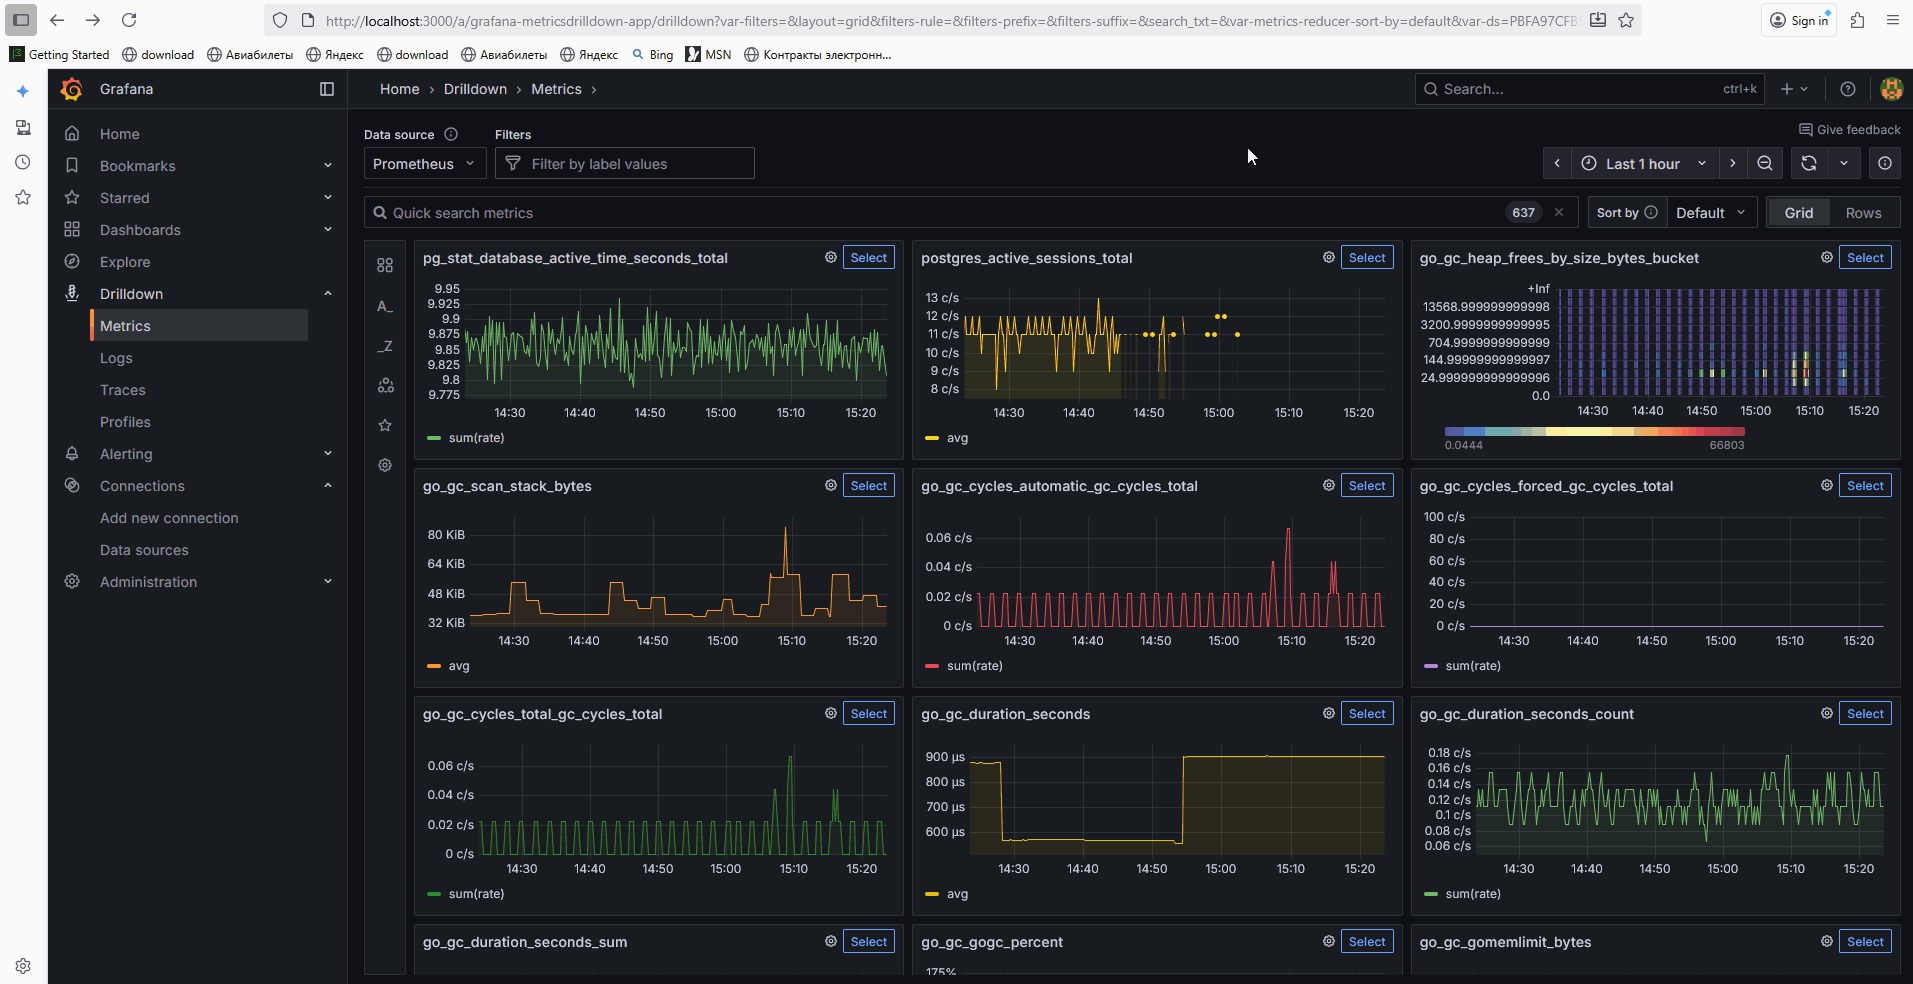 http://localhost:3000/a/grafana-metricsdrilldown-app/drilldown?var-filters=&layout=grid&filters-rule=&filters-prefix=&filters-suffix=&search_txt=&var-metrics-reducer-sort-by=default&var-ds=PBFA97CFB
Sign in
Getting Started
download
Авиабилеты
Яндекс
download
Авиабилеты
Яндекс
Bing
MSN
Контракты электронн...
Grafana
Home
Bookmarks
Starred
Dashboards
Explore
Drilldown
Metrics
Logs
Traces
Profiles
Alerting
Connections
Add new connection
Data sources
Administration
Home › Drilldown › Metrics ›
Search...
ctrl+k
Give feedback
Data source
Filters
Prometheus
Filter by label values
Last 1 hour
Quick search metrics
637
Sort by
Default
Grid
Rows
A_
_Z
pg_stat_database_active_time_seconds_total
Select
9.95
9.925
9.9
9.875
9.85
9.825
9.8
9.775
14:30 14:40 14:50 15:00 15:10 15:20
sum(rate)
postgres_active_sessions_total
Select
13 c/s
12 c/s
11 c/s
10 c/s
9 c/s
8 c/s
14:30 14:40 14:50 15:00 15:10 15:20
avg
go_gc_heap_frees_by_size_bytes_bucket
Select
+Inf
13568.999999999998
3200.9999999999995
704.9999999999999
144.99999999999997
24.999999999999996
0.0
14:30 14:40 14:50 15:00 15:10 15:20
0.0444 66803
go_gc_scan_stack_bytes
Select
80 KiB
64 KiB
48 KiB
32 KiB
14:30 14:40 14:50 15:00 15:10 15:20
avg
go_gc_cycles_automatic_gc_cycles_total
Select
0.06 c/s
0.04 c/s
0.02 c/s
0 c/s
14:30 14:40 14:50 15:00 15:10 15:20
sum(rate)
go_gc_cycles_forced_gc_cycles_total
Select
100 c/s
80 c/s
60 c/s
40 c/s
20 c/s
0 c/s
14:30 14:40 14:50 15:00 15:10 15:20
sum(rate)
go_gc_cycles_total_gc_cycles_total
Select
0.06 c/s
0.04 c/s
0.02 c/s
0 c/s
14:30 14:40 14:50 15:00 15:10 15:20
sum(rate)
go_gc_duration_seconds
Select
900 µs
800 µs
700 µs
600 µs
14:30 14:40 14:50 15:00 15:10 15:20
avg
go_gc_duration_seconds_count
Select
0.18 c/s
0.16 c/s
0.14 c/s
0.12 c/s
0.1 c/s
0.08 c/s
0.06 c/s
14:30 14:40 14:50 15:00 15:10 15:20
sum(rate)
go_gc_duration_seconds_sum
Select
go_gc_gogc_percent
Select
175%
go_gc_gomemlimit_bytes
Select